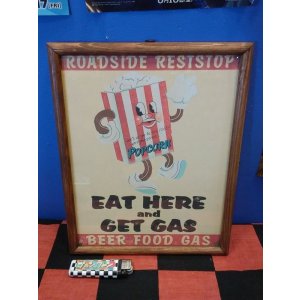 ROADSIDE RESTSTOP
POPCORN
EAT HERE
and
GET GAS
BEER FOOD GAS